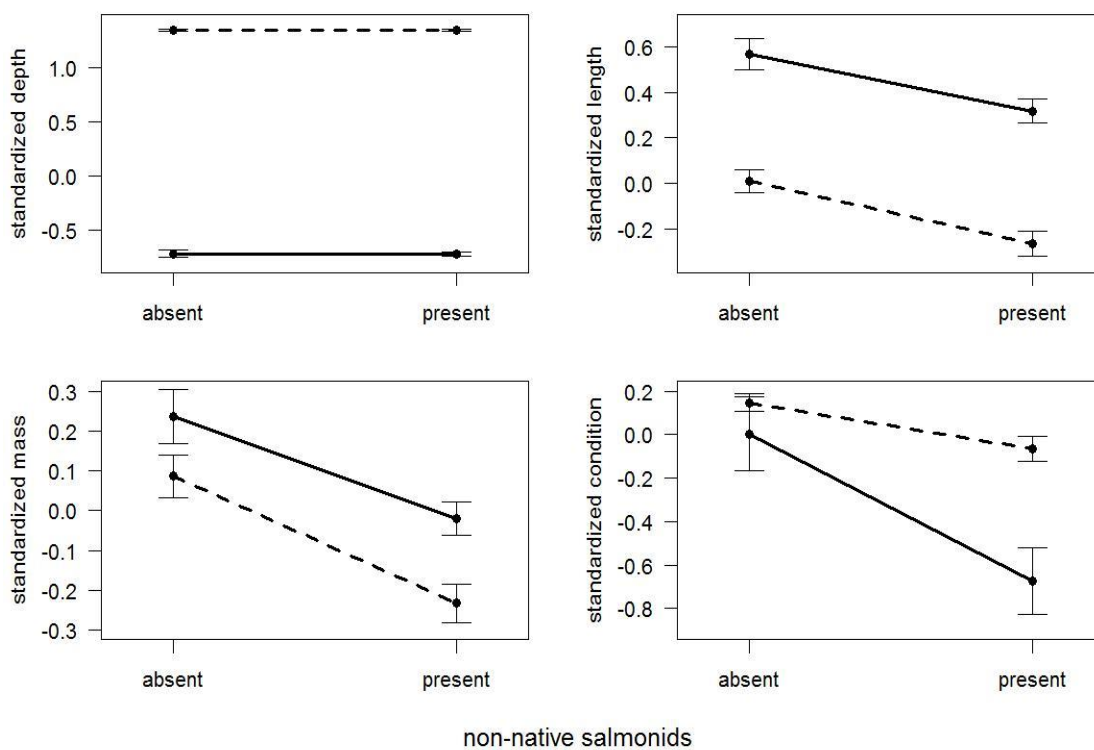 standardized depth
1.0
0.5
0.0
-0.5
absent present
standardized length
0.6
0.4
0.2
0.0
-0.2
absent present
standardized mass
0.3
0.2
0.1
0.0
-0.1
-0.2
-0.3
absent present
standardized condition
0.2
0.0
-0.2
-0.4
-0.6
-0.8
absent present
non-native salmonids